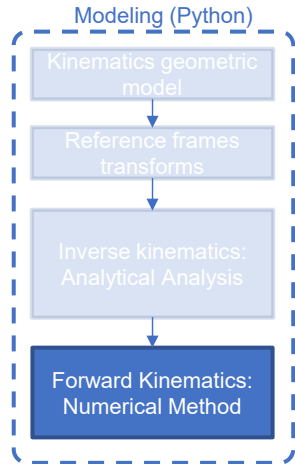 Modeling (Python)
Kinematics geometric
model
Reference frames
transforms
Inverse kinematics:
Analytical Analysis
Forward Kinematics:
Numerical Method